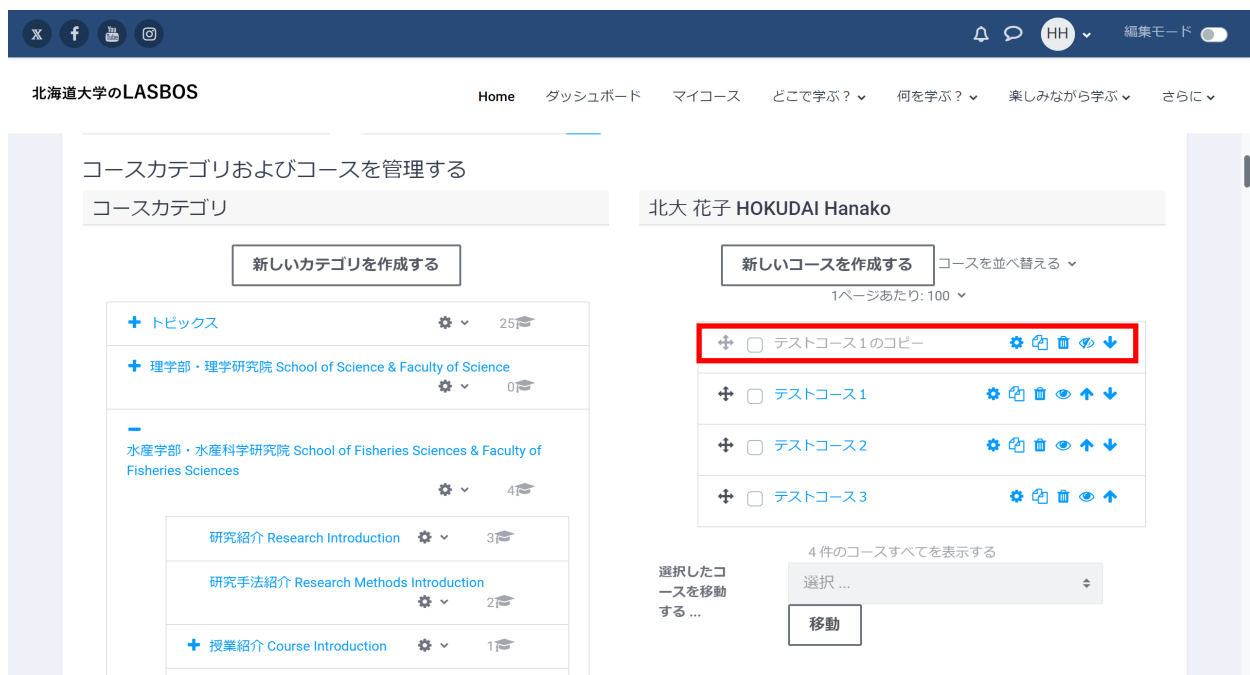 HH
編集モード
北海道大学のLASBOS
Home
ダッシュボード
マイコース
どこで学ぶ？
何を学ぶ？
楽しみながら学ぶ
さらに
コースカテゴリおよびコースを管理する
コースカテゴリ
新しいカテゴリを作成する
トピックス
25
理学部・理学研究院 School of Science & Faculty of Science
0
水産学部・水産科学研究院 School of Fisheries Sciences & Faculty of
Fisheries Sciences
4
研究紹介 Research Introduction
3
研究手法紹介 Research Methods Introduction
2
授業紹介 Course Introduction
1
北大 花子 HOKUDAI Hanako
新しいコースを作成する
コースを並べ替える
1ページあたり: 100
テストコース１のコピー
テストコース１
テストコース２
テストコース３
4 件のコースすべてを表示する
選択したコ
ースを移動
する ...
選択 ...
移動